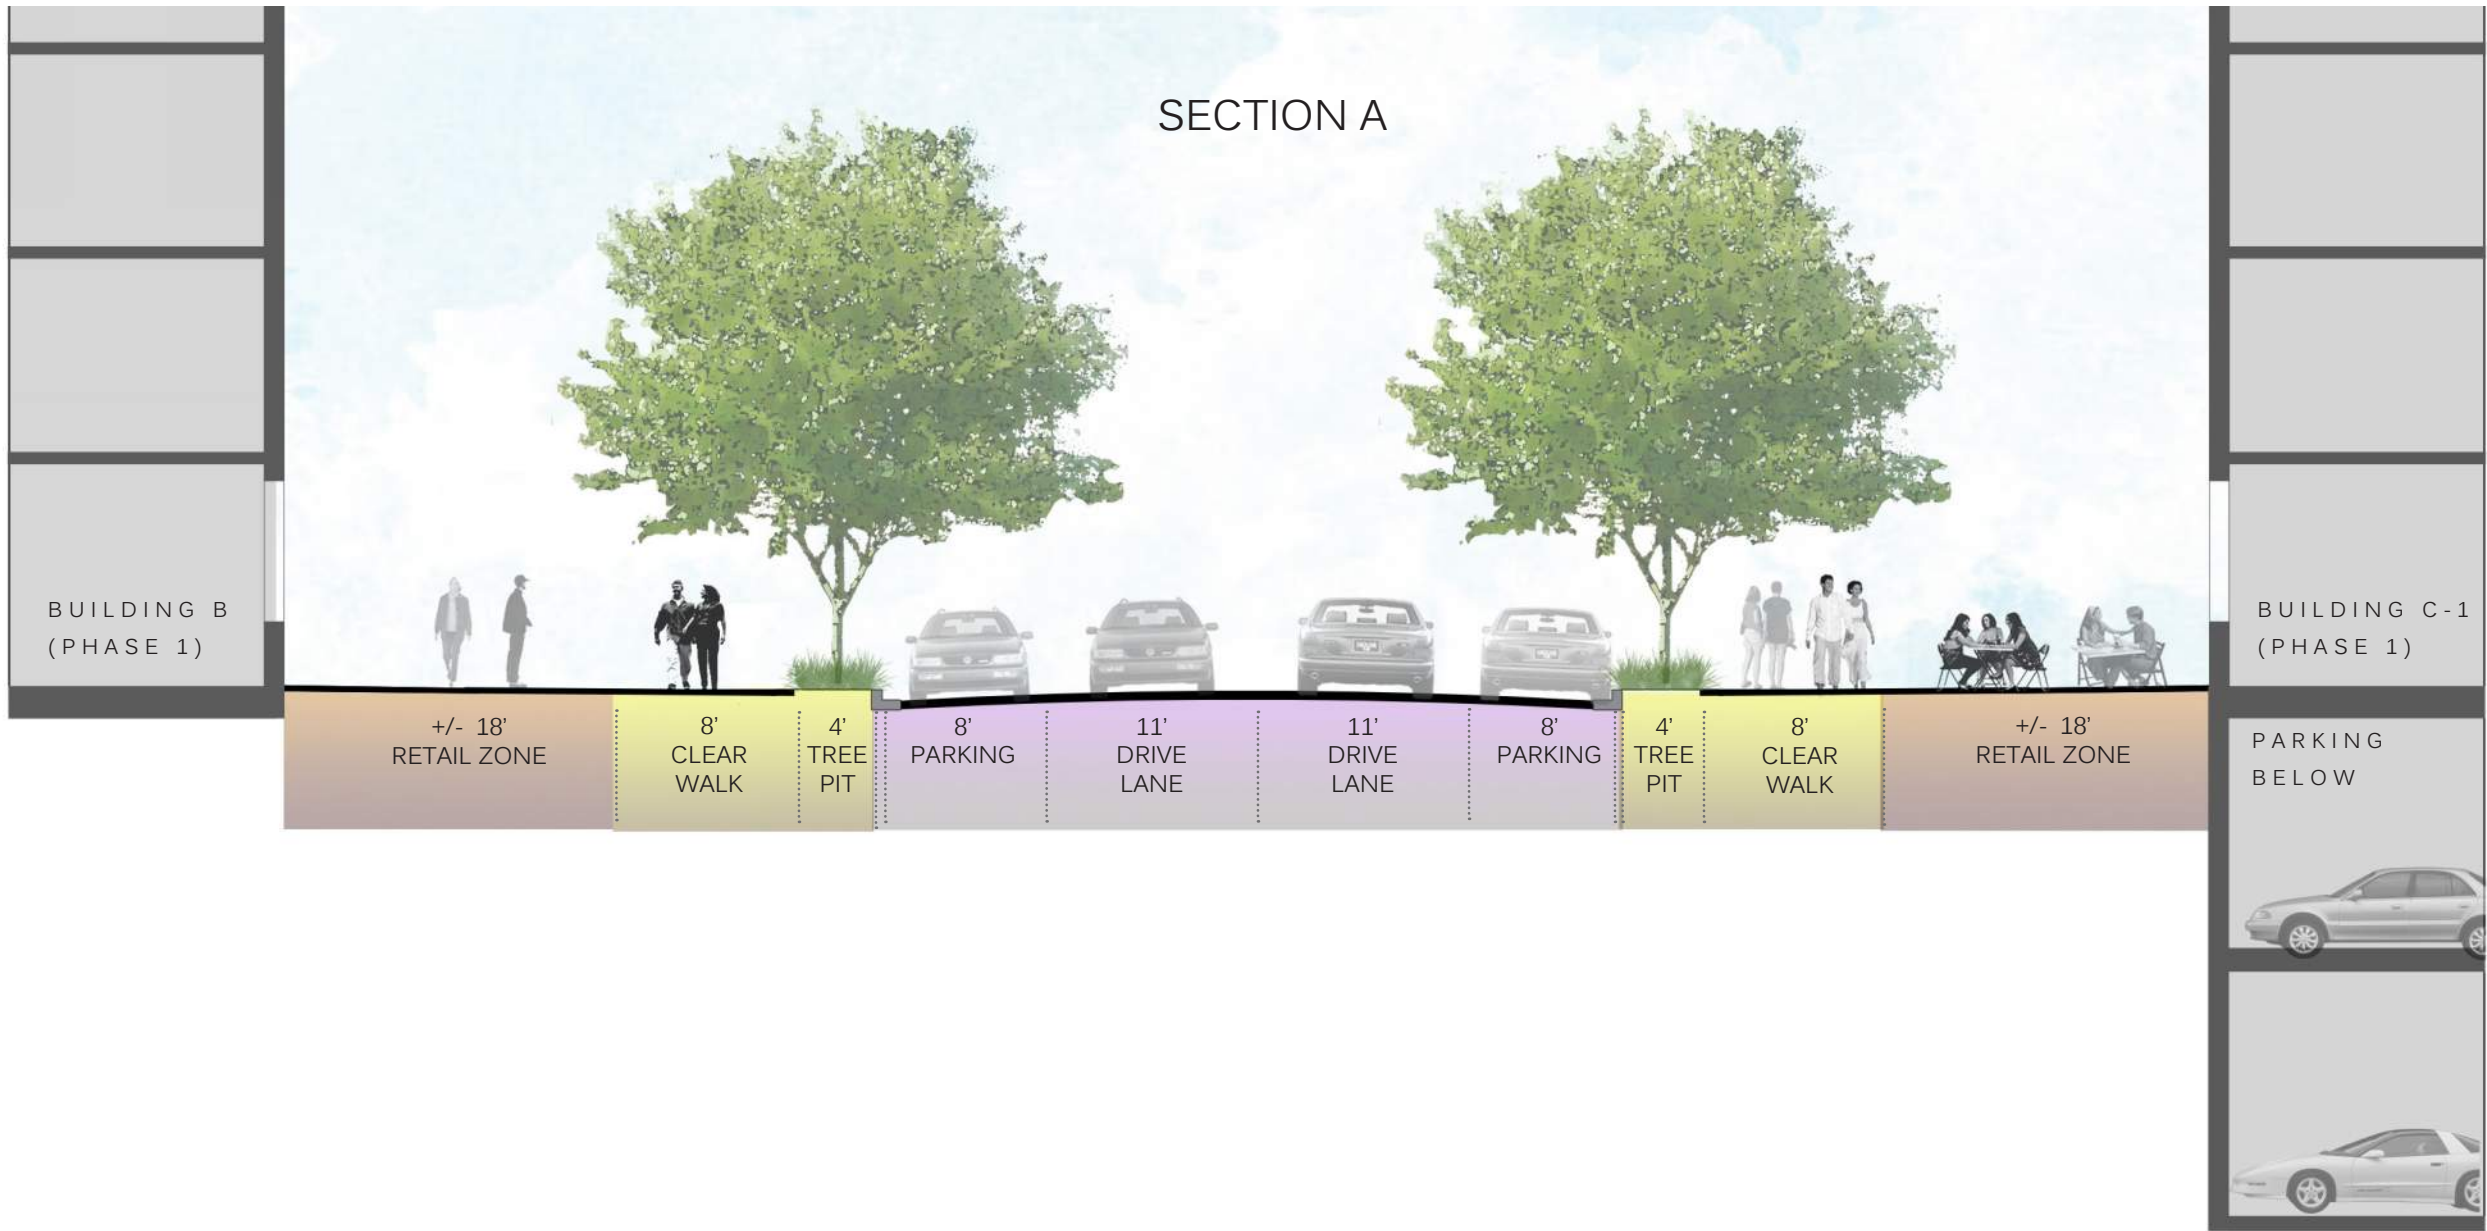 SECTION A
BUILDING B
(PHASE 1)
BUILDING C-1
(PHASE 1)
+/- 18’
RETAIL ZONE
8’
CLEAR
WALK
4’
TREE
PIT
8’
PARKING
11’
DRIVE
LANE
11’
DRIVE
LANE
8’
PARKING
4’
TREE
PIT
8’
CLEAR
WALK
+/- 18’
RETAIL ZONE
PARKING
BELOW